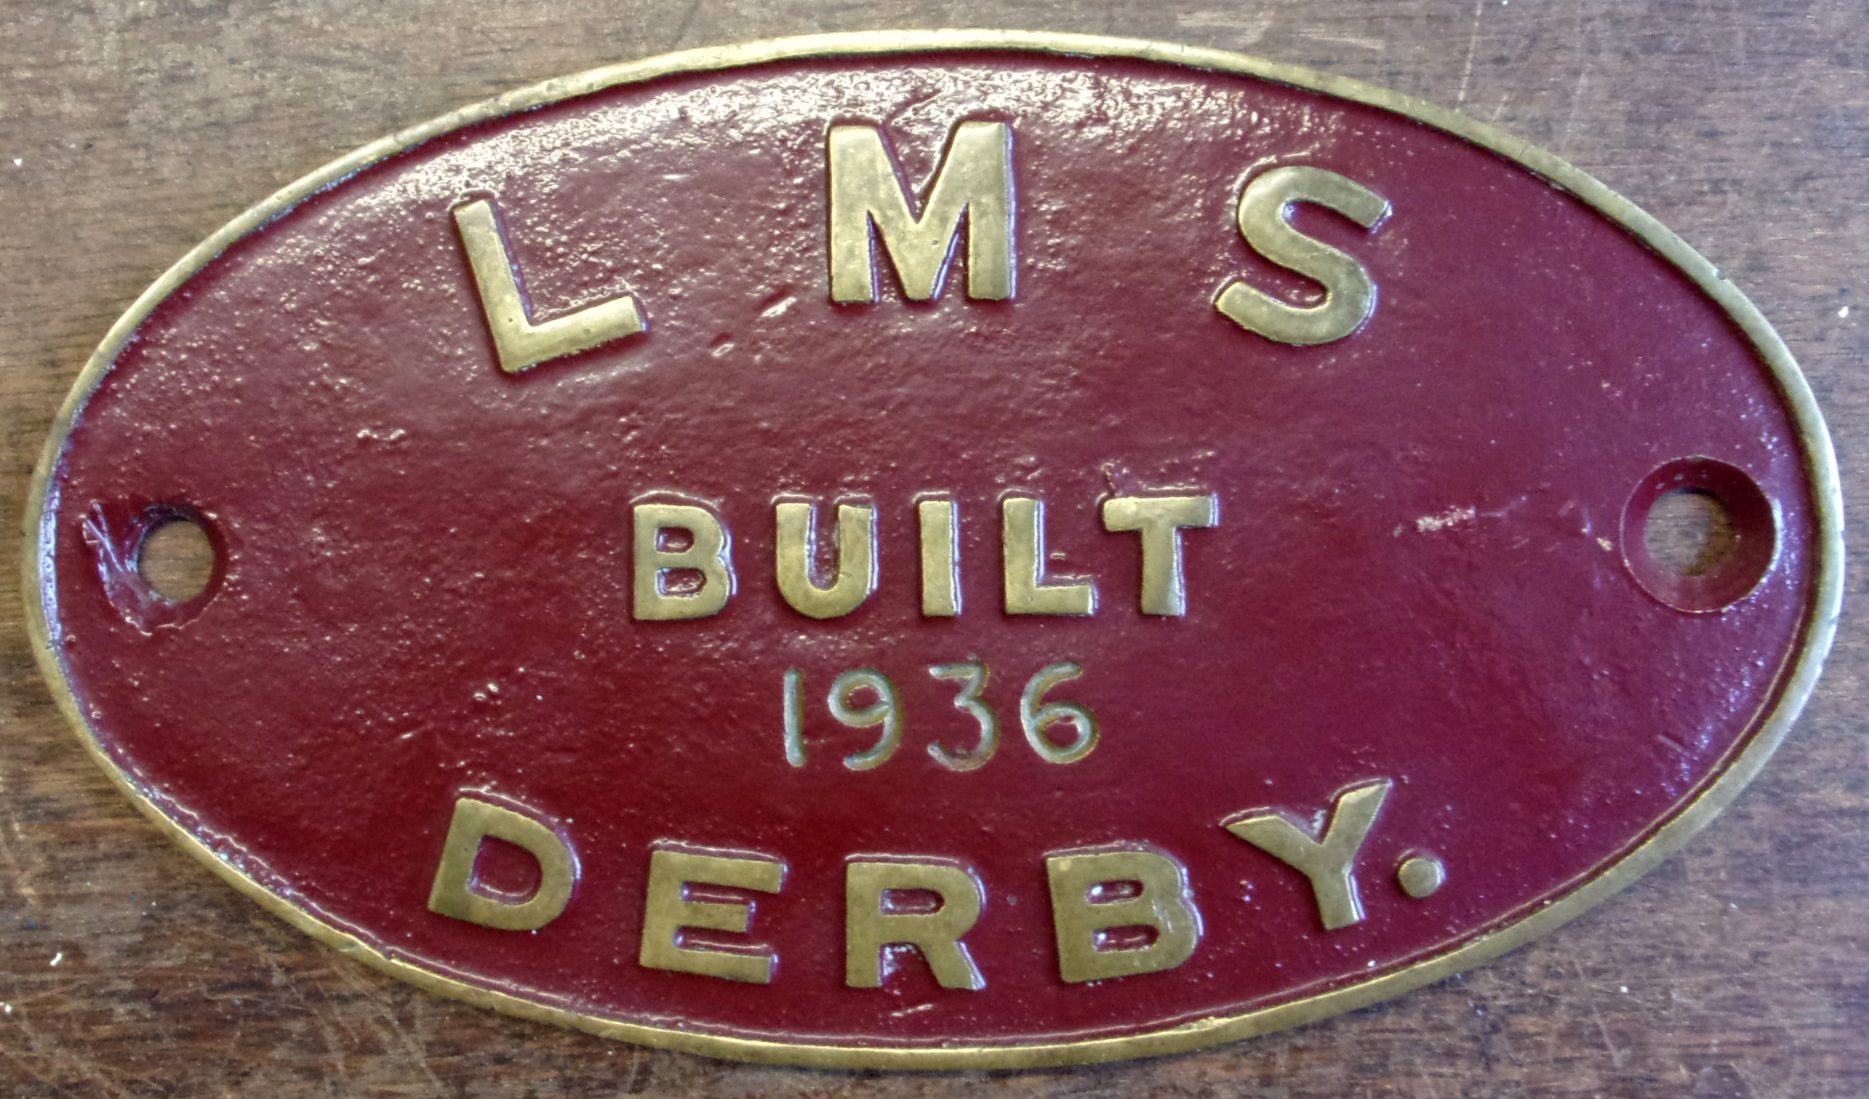 L M S
BUILT
1936
DERBY.